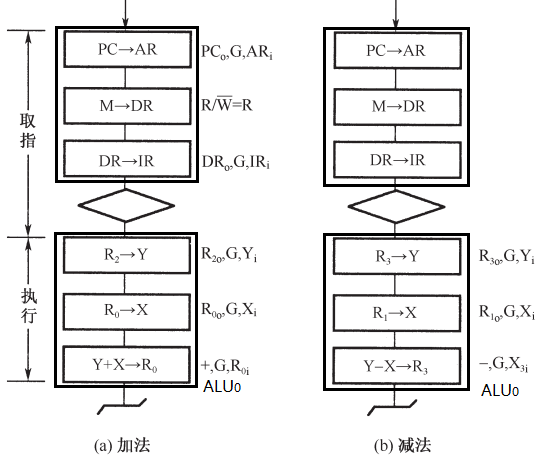 PC→AR PCo,G,ARi PC→AR
M→DR R/W̅=R M→DR
取指
DR→IR DRo,G,IRi DR→IR
R2→Y R2o,G,Yi R3→Y R3o,G,Yi
执行
R0→X R0o,G,Xi R1→X R1o,G,Xi
Y+X→R0 +,G,R0i Y−X→R3 −,G,X3i
ALU0 ALU0
(a) 加法 (b) 减法